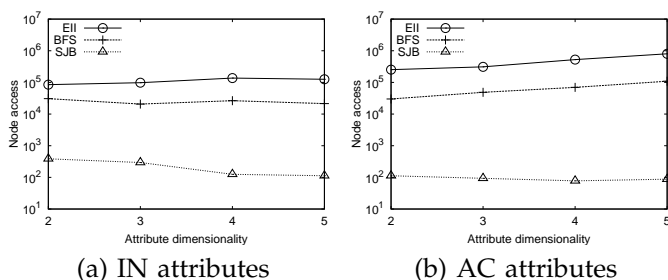 EII
BFS
SJB
Node access
10^7
10^6
10^5
10^4
10^3
10^2
10^1
2 3 4 5
Attribute dimensionality
(a) IN attributes
EII
BFS
SJB
Node access
10^7
10^6
10^5
10^4
10^3
10^2
10^1
2 3 4 5
Attribute dimensionality
(b) AC attributes